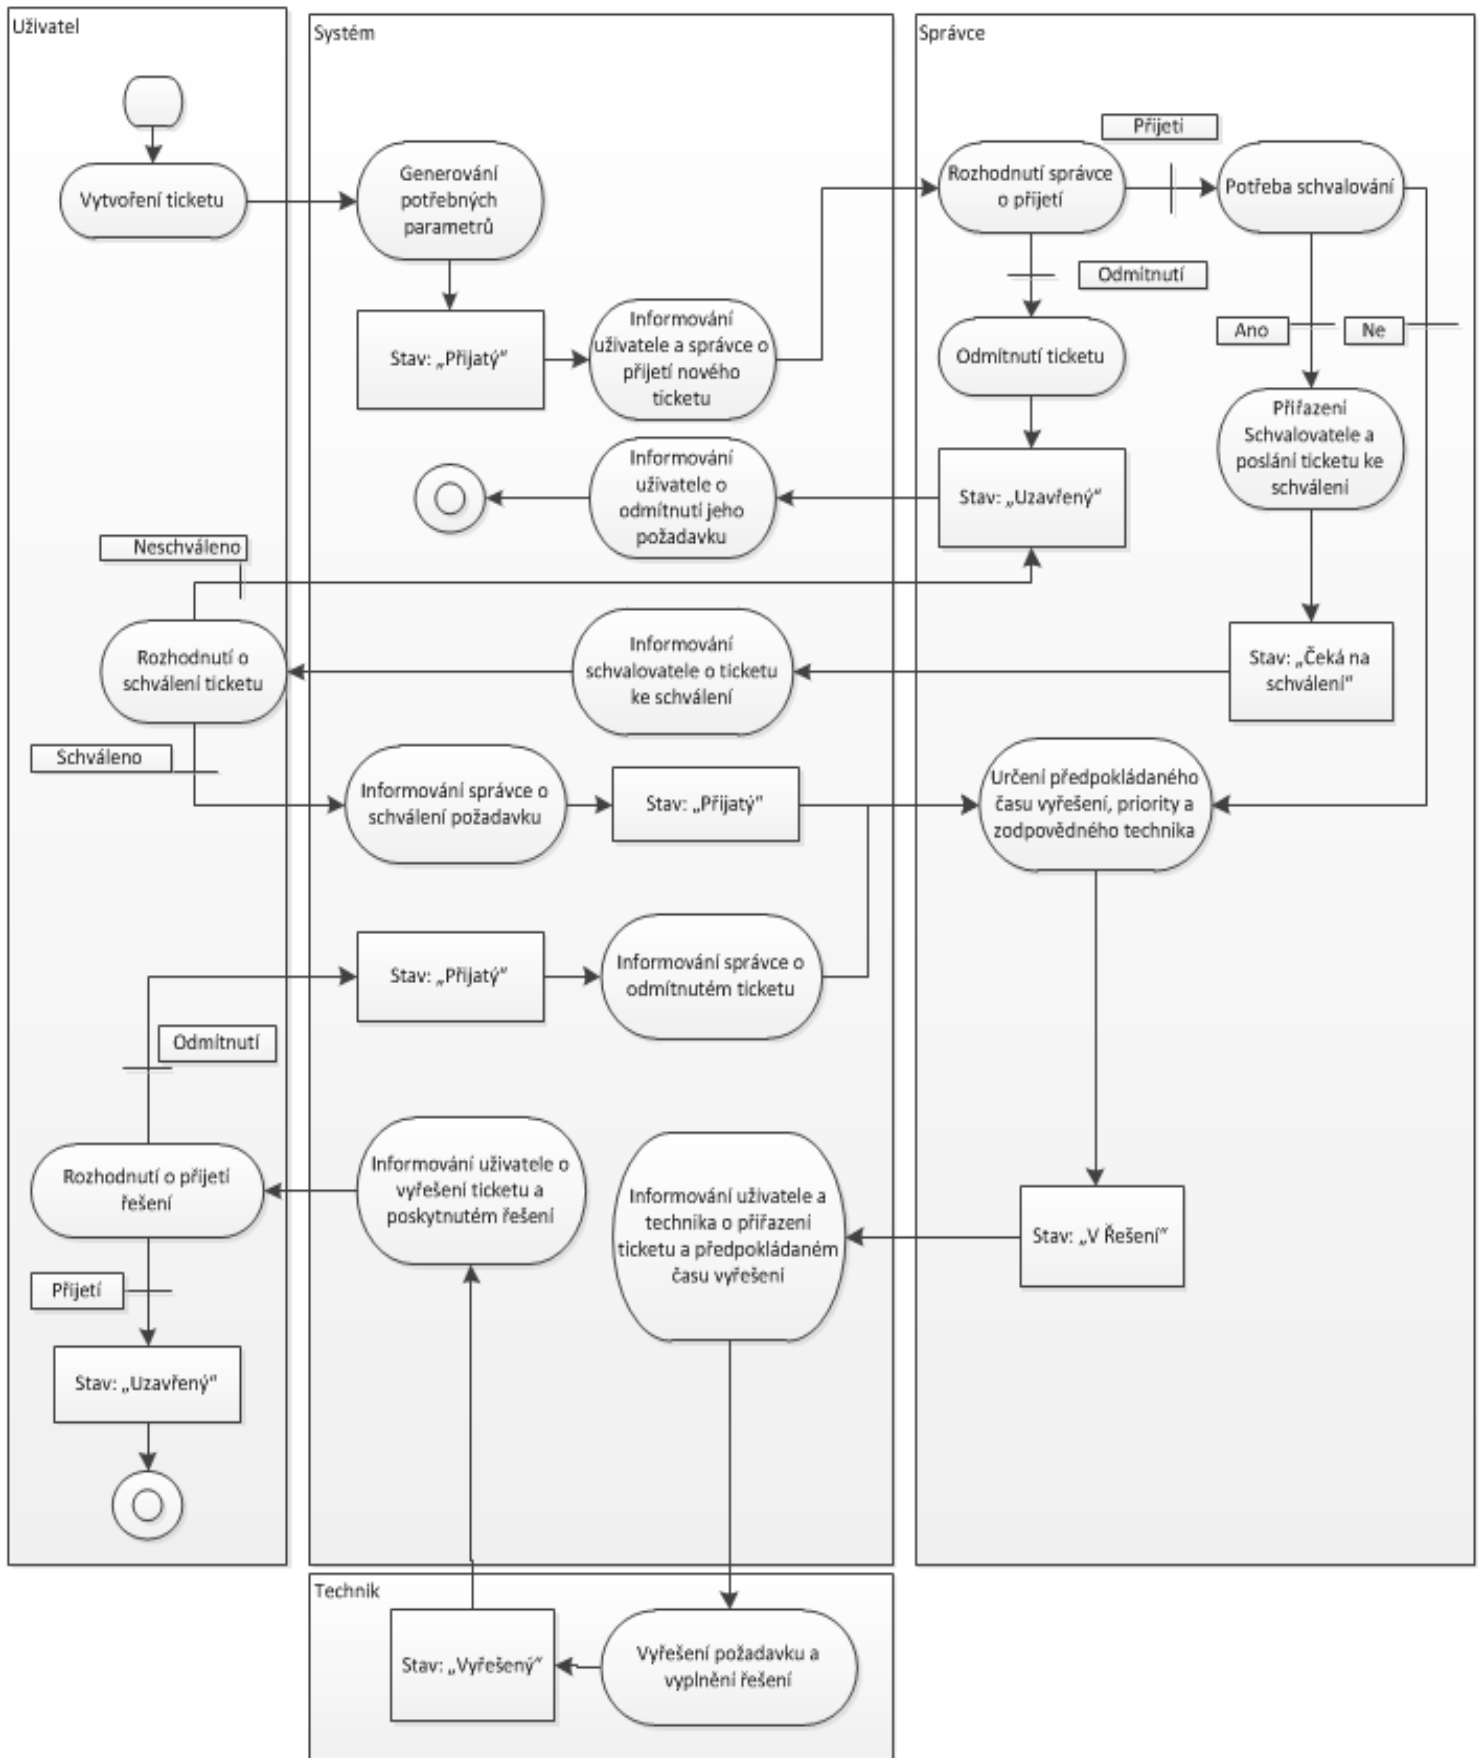 Uživatel
Systém
Správce
Vytvoření ticketu
Generování
potřebných
parametrů
Stav: „Přijatý“
Informování
uživatele a správce o
přijetí nového
ticketu
Rozhodnutí správce
o přijetí
Přijeti
Potřeba schvalování
Odmítnutí
Ano
Ne
Odmítnutí ticketu
Přiřazení
Schvalovatele a
poslání ticketu ke
schválení
Stav: „Uzavřený“
Informování
uživatele o
odmítnutí jeho
požadavku
Neschváleno
Rozhodnutí o
schválení ticketu
Informování
schvalovatele o ticketu
ke schválení
Stav: „Čeká na
schválení“
Schváleno
Informování správce o
schválení požadavku
Stav: „Přijatý“
Určení předpokládaného
času vyřešení, priority a
zodpovědného technika
Stav: „Přijatý“
Informování správce o
odmítnutém ticketu
Odmítnutí
Rozhodnutí o přijetí
řešení
Informování uživatele o
vyřešení ticketu a
poskytnutém řešení
Informování uživatele a
technika o přiřazení
ticketu a předpokládaném
času vyřešení
Stav: „V Řešení“
Přijetí
Stav: „Uzavřený“
Technik
Stav: „Vyřešený“
Vyřešení požadavku a
vyplnění řešení